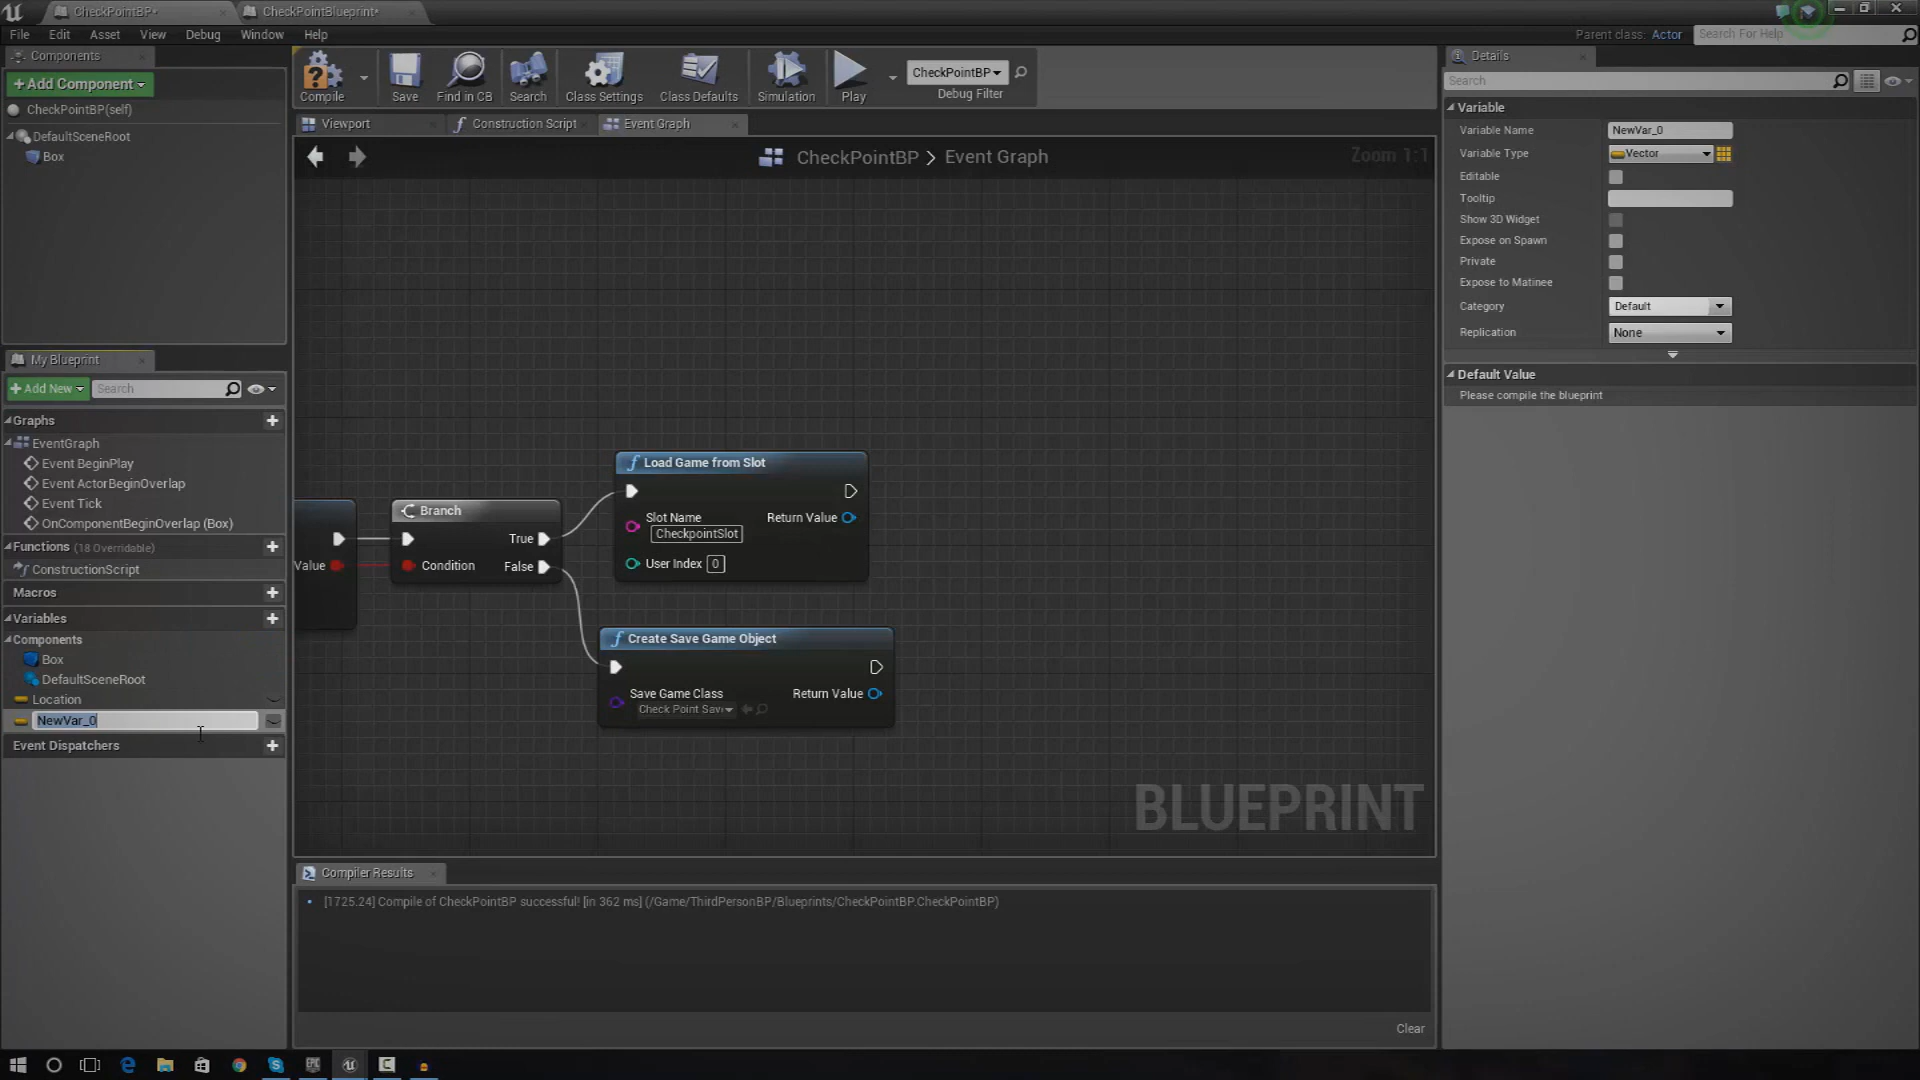 CheckPointBP*
CheckPointBlueprint*
File Edit Asset View Debug Window Help
Parent class: Actor
Search For Help
Components
+Add Component
CheckPointBP(self)
DefaultSceneRoot
Box
My Blueprint
+Add New
Search
Graphs
EventGraph
Event BeginPlay
Event ActorBeginOverlap
Event Tick
OnComponentBeginOverlap (Box)
Functions (18 Overridable)
ConstructionScript
Macros
Variables
Components
Box
DefaultSceneRoot
Location
NewVar_0
Event Dispatchers
Compile
Save
Find in CB
Search
Class Settings
Class Defaults
Simulation
Play
CheckPointBP
Debug Filter
Viewport
Construction Script
Event Graph
CheckPointBP > Event Graph
Zoom 1:1
Value
Branch
True
Condition
False
Load Game from Slot
Slot Name
CheckpointSlot
Return Value
User Index 0
Create Save Game Object
Save Game Class
Check Point Sav
Return Value
BLUEPRINT
Compiler Results
[1725.24] Compile of CheckPointBP successful! [in 362 ms] (/Game/ThirdPersonBP/Blueprints/CheckPointBP.CheckPointBP)
Clear
Details
Search
Variable
Variable Name NewVar_0
Variable Type Vector
Editable
Tooltip
Show 3D Widget
Expose on Spawn
Private
Expose to Matinee
Category Default
Replication None
Default Value
Please compile the blueprint